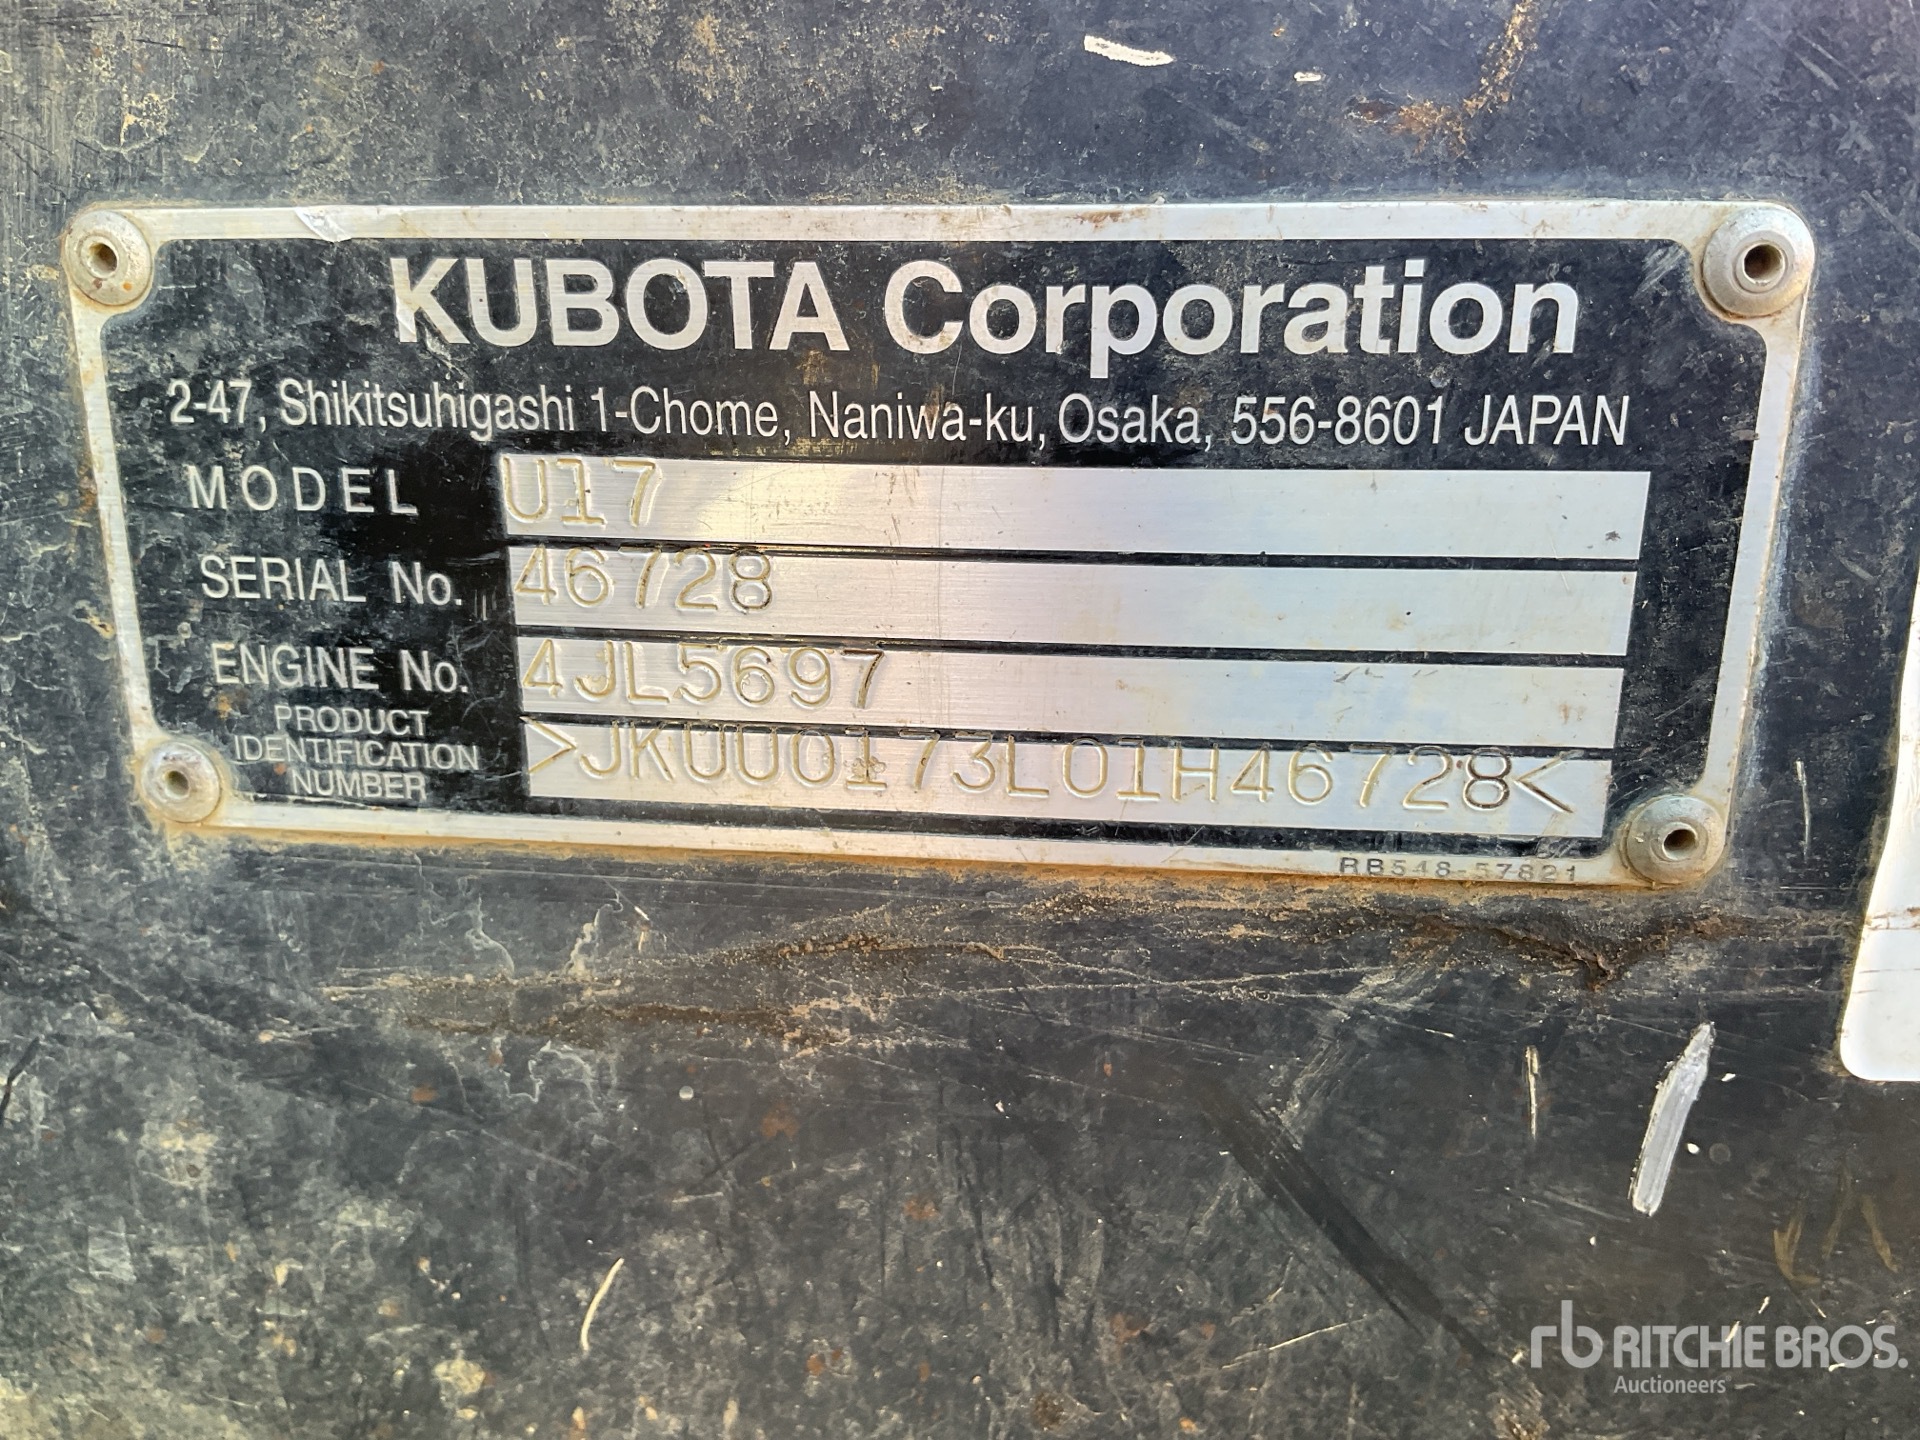 KUBOTA Corporation
2-47, Shikitsuhigashi 1-Chome, Naniwa-ku, Osaka, 556-8601 JAPAN
MODEL U17
SERIAL No. 46728
ENGINE No. 4JL5697
PRODUCT
IDENTIFICATION
NUMBER
>JKUU0173L01H46728<
RB548-57821
rb RITCHIE BROS.
Auctioneers